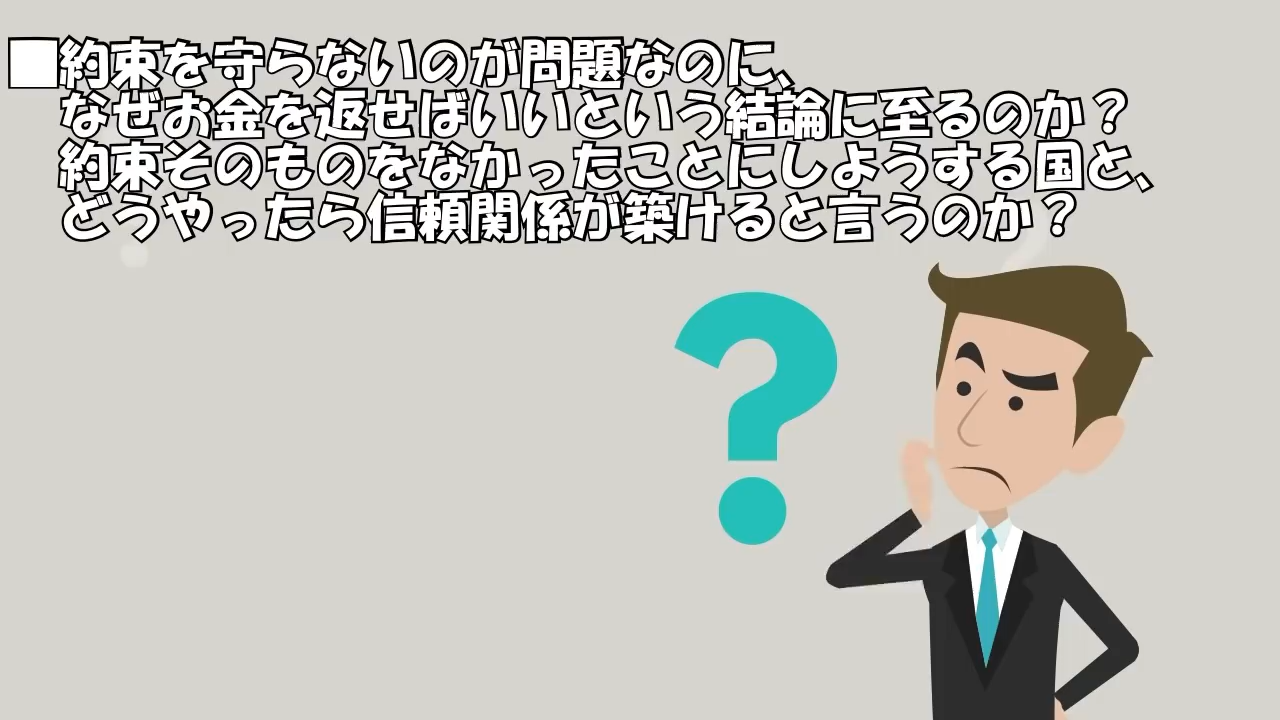 ■約束を守らないのが問題なのに、
なぜお金を返せばいいという結論に至るのか？
約束そのものをなかったことにしようする国と、
どうやったら信頼関係が築けると言うのか？
?